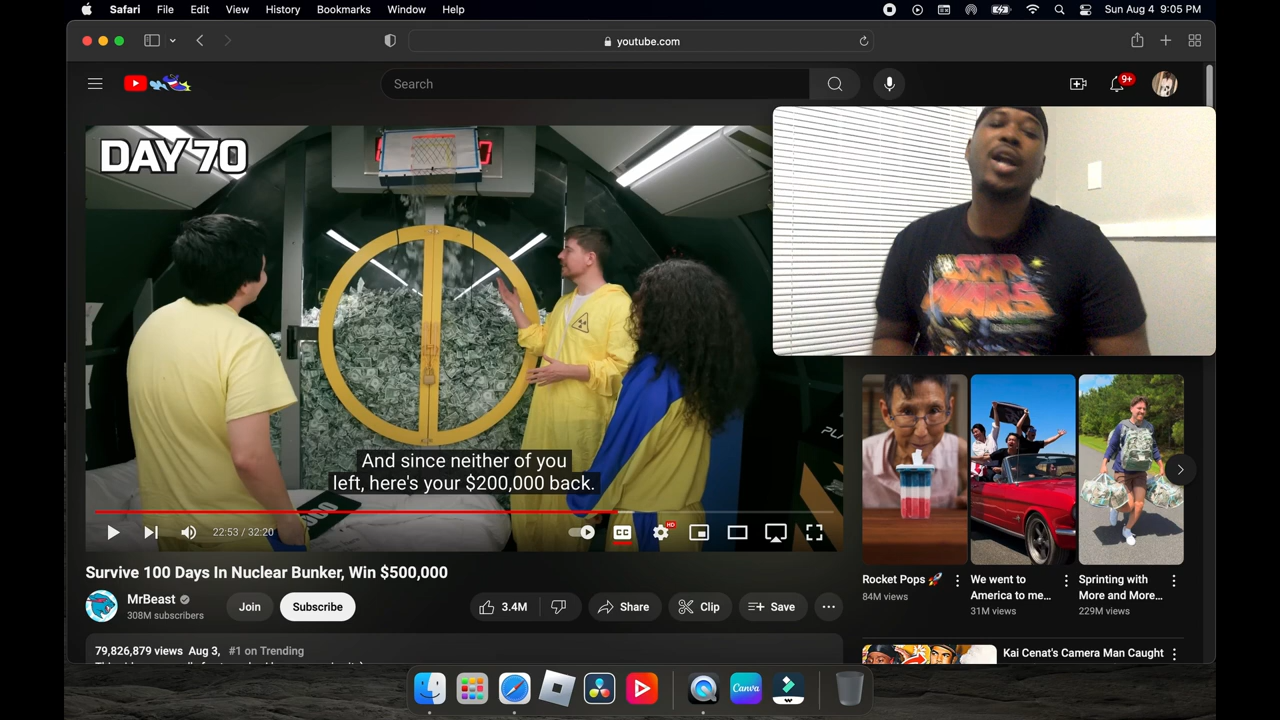 Safari File Edit View History Bookmarks Window Help
Sun Aug 4 9:05 PM
youtube.com
Search
9+
DAY 70
STAR
WARS
And since neither of you
left, here's your $200,000 back.
22:53 / 32:20
CC
HD
Survive 100 Days In Nuclear Bunker, Win $500,000
MrBeast
308M subscribers
Join
Subscribe
3.4M
Share
Clip
Save
79,826,879 views Aug 3, #1 on Trending
Rocket Pops 🚀
84M views
We went to
America to me...
31M views
Sprinting with
More and More...
229M views
Kai Cenat's Camera Man Caught
Canva